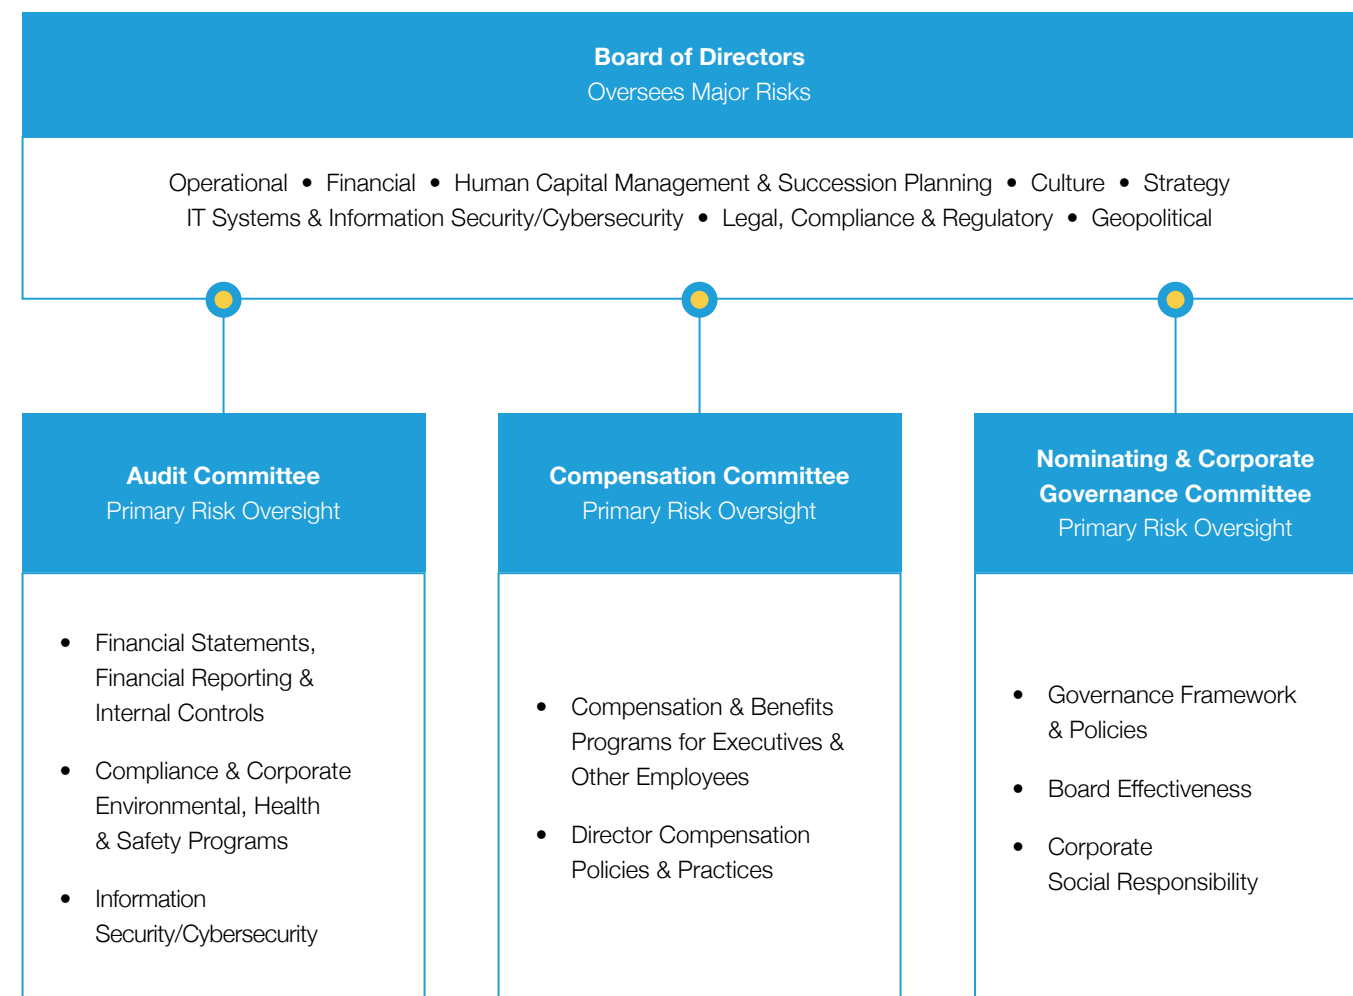 Board of Directors
Oversees Major Risks
Operational • Financial • Human Capital Management & Succession Planning • Culture • Strategy
IT Systems & Information Security/Cybersecurity • Legal, Compliance & Regulatory • Geopolitical
Audit Committee
Primary Risk Oversight
• Financial Statements,
Financial Reporting &
Internal Controls
• Compliance & Corporate
Environmental, Health
& Safety Programs
• Information
Security/Cybersecurity
Compensation Committee
Primary Risk Oversight
• Compensation & Benefits
Programs for Executives &
Other Employees
• Director Compensation
Policies & Practices
Nominating & Corporate
Governance Committee
Primary Risk Oversight
• Governance Framework
& Policies
• Board Effectiveness
• Corporate
Social Responsibility